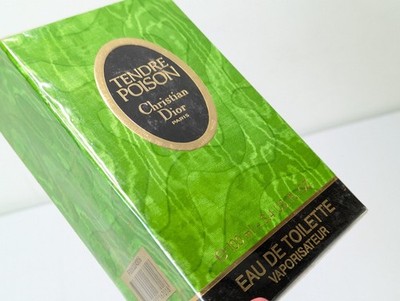 TENDRE
POISON
Christian
Dior
PARIS
EAU DE TOILETTE
VAPORISATEUR